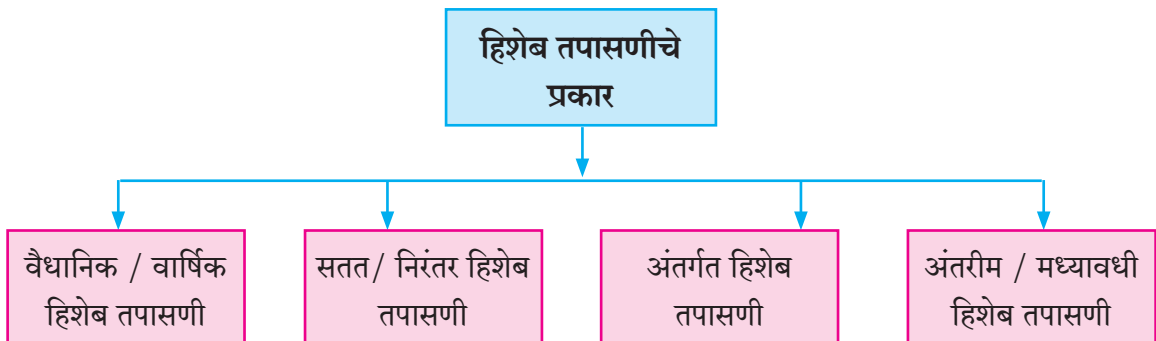 हिशेब तपासणीचे
प्रकार
वैधानिक / वार्षिक
हिशेब तपासणी
सतत/ निरंतर हिशेब
तपासणी
अंतर्गत हिशेब
तपासणी
अंतरीम / मध्यावधी
हिशेब तपासणी